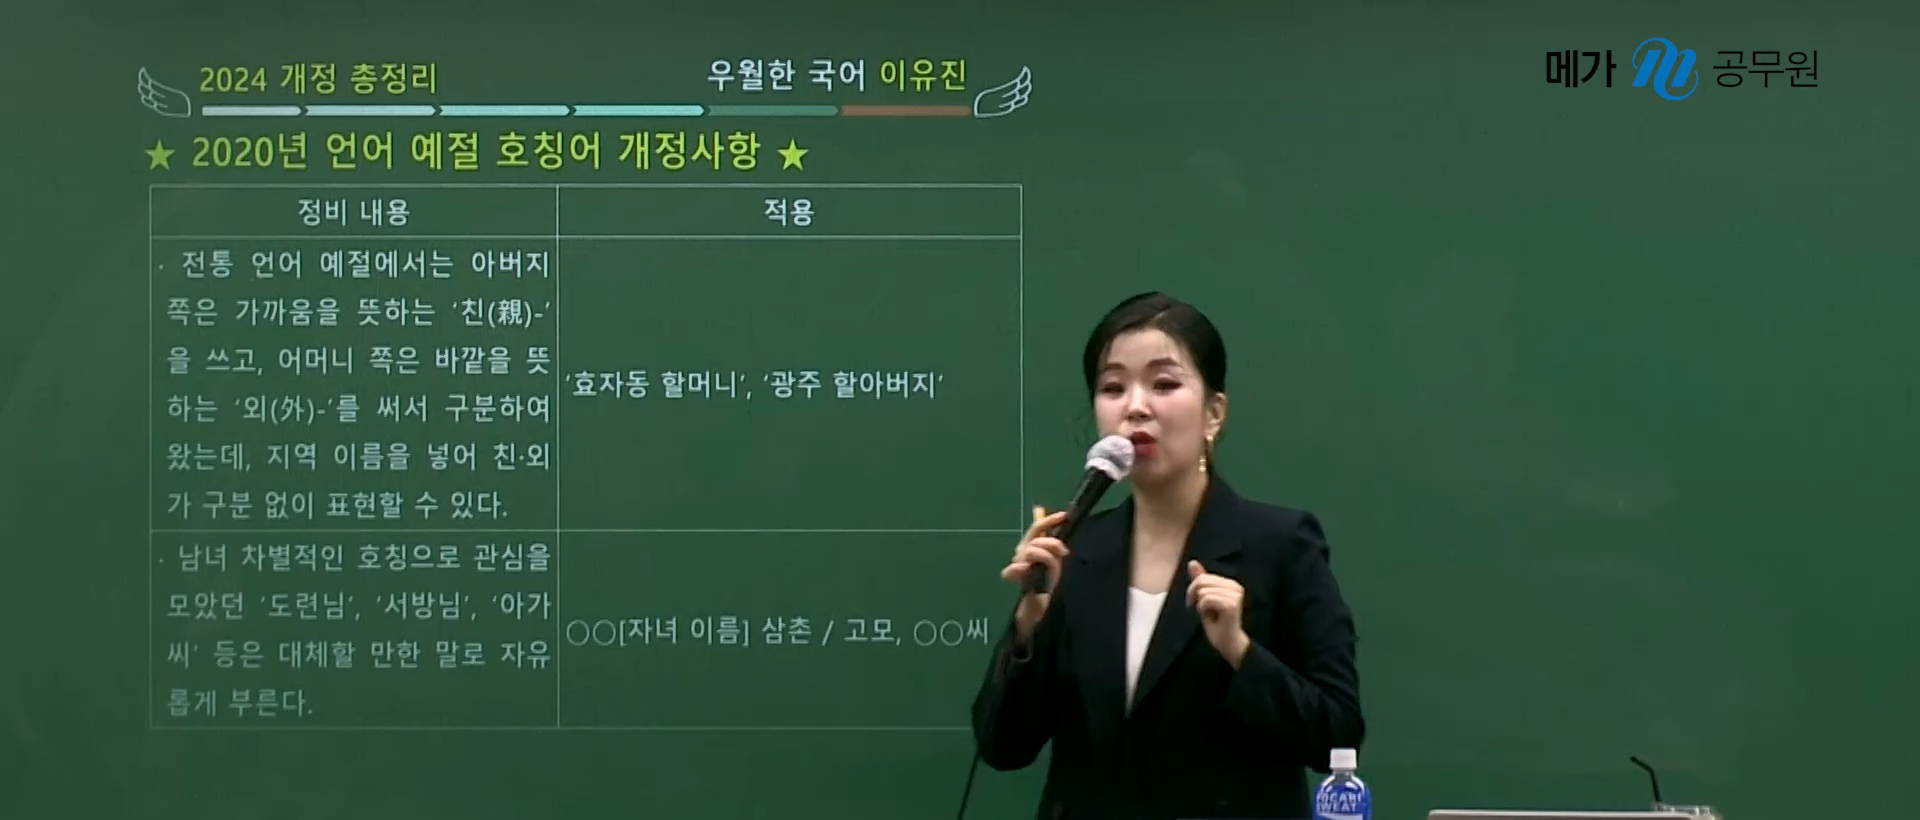 2024 개정 총정리
우월한 국어 이유진
메가 공무원
★ 2020년 언어 예절 호칭어 개정사항 ★
정비 내용
적용
· 전통 언어 예절에서는 아버지
쪽은 가까움을 뜻하는 ‘친(親)-’
을 쓰고, 어머니 쪽은 바깥을 뜻
하는 ‘외(外)-’를 써서 구분하여
왔는데, 지역 이름을 넣어 친·외
가 구분 없이 표현할 수 있다.
‘효자동 할머니’, ‘광주 할아버지’
· 남녀 차별적인 호칭으로 관심을
모았던 ‘도련님’, ‘서방님’, ‘아가
씨’ 등은 대체할 만한 말로 자유
롭게 부른다.
○○[자녀 이름] 삼촌 / 고모, ○○씨
POCARI
SWEAT